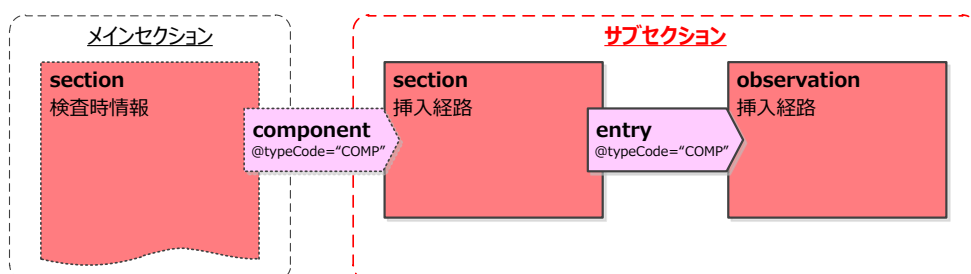 メインセクション
サブセクション
section
検査時情報
component
@typeCode=“COMP”
section
挿入経路
entry
@typeCode=“COMP”
observation
挿入経路